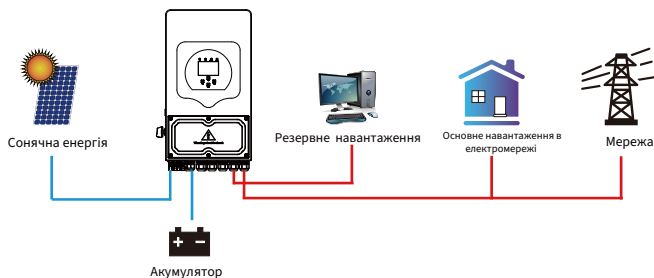 Сонячна енергія
Резервне навантаження
Основне навантаження в
електромережі
Мережа
Акумулятор